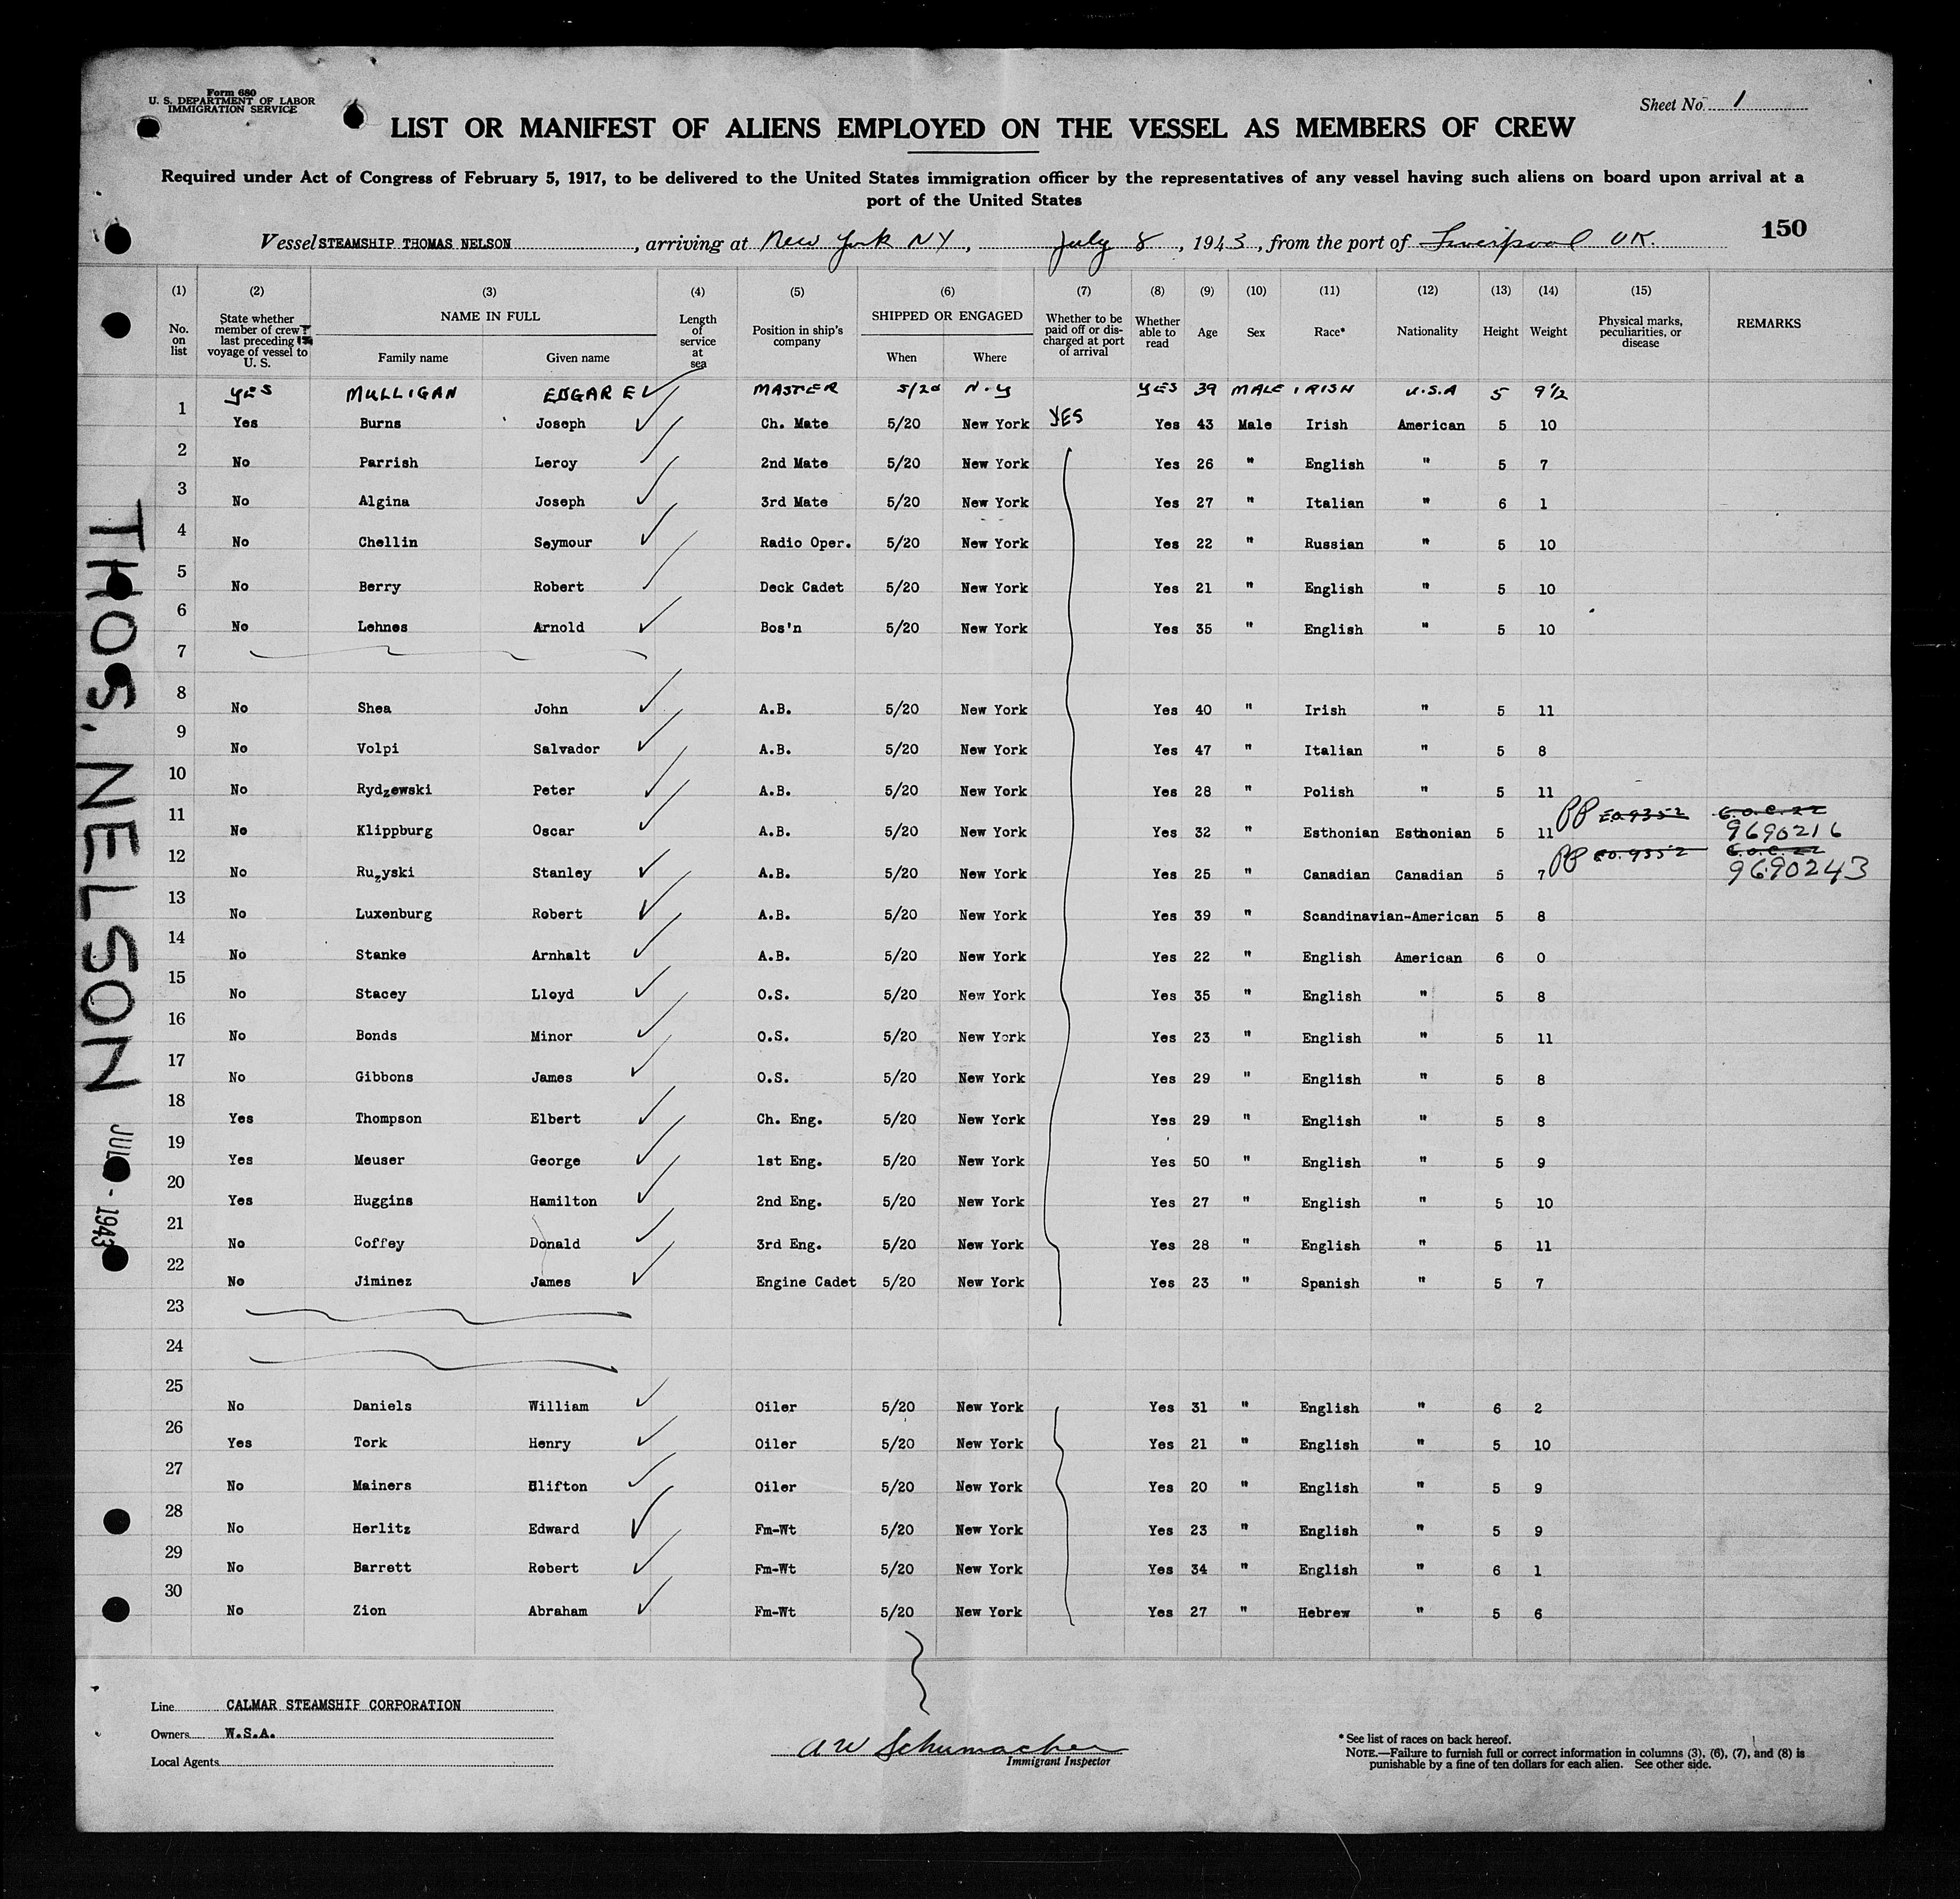 Form 680
U. S. DEPARTMENT OF LABOR
IMMIGRATION SERVICE
Sheet No. 1
LIST OR MANIFEST OF ALIENS EMPLOYED ON THE VESSEL AS MEMBERS OF CREW
Required under Act of Congress of February 5, 1917, to be delivered to the United States immigration officer by the representatives of any vessel having such aliens on board upon arrival at a
port of the United States
Vessel STEAMSHIP THOMAS NELSON, arriving at New York NY, July 8, 1943, from the port of Liverpool UK.
150
(1) (2) (3) (4) (5) (6) (7) (8) (9) (10) (11) (12) (13) (14) (15)
No. on list
State whether member of crew last preceding voyage of vessel to U. S.
NAME IN FULL
Family name Given name
Length of service at sea
Position in ship's company
SHIPPED OR ENGAGED
When Where
Whether to be paid off or discharged at port of arrival
Whether able to read
Age
Sex
Race*
Nationality
Height
Weight
Physical marks, peculiarities, or disease
REMARKS
YES MULLIGAN EDGAR E MASTER 5/20 N.Y YES 39 MALE IRISH U.S.A 5 9 1/2
1 Yes Burns Joseph Ch. Mate 5/20 New York YES Yes 43 Male Irish American 5 10
2 No Parrish Leroy 2nd Mate 5/20 New York Yes 26 " English " 5 7
3 No Algina Joseph 3rd Mate 5/20 New York Yes 27 " Italian " 6 1
4 No Chellin Seymour Radio Oper. 5/20 New York Yes 22 " Russian " 5 10
5 No Berry Robert Deck Cadet 5/20 New York Yes 21 " English " 5 10
6 No Lehnes Arnold Bos'n 5/20 New York Yes 35 " English " 5 10
7
8 No Shea John A.B. 5/20 New York Yes 40 " Irish " 5 11
9 No Volpi Salvador A.B. 5/20 New York Yes 47 " Italian " 5 8
10 No Rydzewski Peter A.B. 5/20 New York Yes 28 " Polish " 5 11
11 No Klippburg Oscar A.B. 5/20 New York Yes 32 " Esthonian Esthonian 5 11 PP E.O. 9352 9690216
12 No Ruzyski Stanley A.B. 5/20 New York Yes 25 " Canadian Canadian 5 7 PP E.O. 9352 9690243
13 No Luxenburg Robert A.B. 5/20 New York Yes 39 " Scandinavian-American 5 8
14 No Stanke Arnhalt A.B. 5/20 New York Yes 22 " English American 6 0
15 No Stacey Lloyd O.S. 5/20 New York Yes 35 " English " 5 8
16 No Bonds Minor O.S. 5/20 New York Yes 23 " English " 5 11
17 No Gibbons James O.S. 5/20 New York Yes 29 " English " 5 8
18 Yes Thompson Elbert Ch. Eng. 5/20 New York Yes 29 " English " 5 8
19 Yes Meuser George 1st Eng. 5/20 New York Yes 50 " English " 5 9
20 Yes Huggins Hamilton 2nd Eng. 5/20 New York Yes 27 " English " 5 10
21 No Coffey Donald 3rd Eng. 5/20 New York Yes 28 " English " 5 11
22 No Jiminez James Engine Cadet 5/20 New York Yes 23 " Spanish " 5 7
23
24
25 No Daniels William Oiler 5/20 New York Yes 31 " English " 6 2
26 Yes Tork Henry Oiler 5/20 New York Yes 21 " English " 5 10
27 No Mainers Hlifton Oiler 5/20 New York Yes 20 " English " 5 9
28 No Herlitz Edward Fm-Wt 5/20 New York Yes 23 " English " 5 9
29 No Barrett Robert Fm-Wt 5/20 New York Yes 34 " English " 6 1
30 No Zion Abraham Fm-Wt 5/20 New York Yes 27 " Hebrew " 5 6
THOS. NELSON
JUL - 1943
Line CALMAR STEAMSHIP CORPORATION
Owners W.S.A.
Local Agents
A W Schumacher
Immigrant Inspector
* See list of races on back hereof.
NOTE.—Failure to furnish full or correct information in columns (3), (6), (7), and (8) is
punishable by a fine of ten dollars for each alien. See other side.